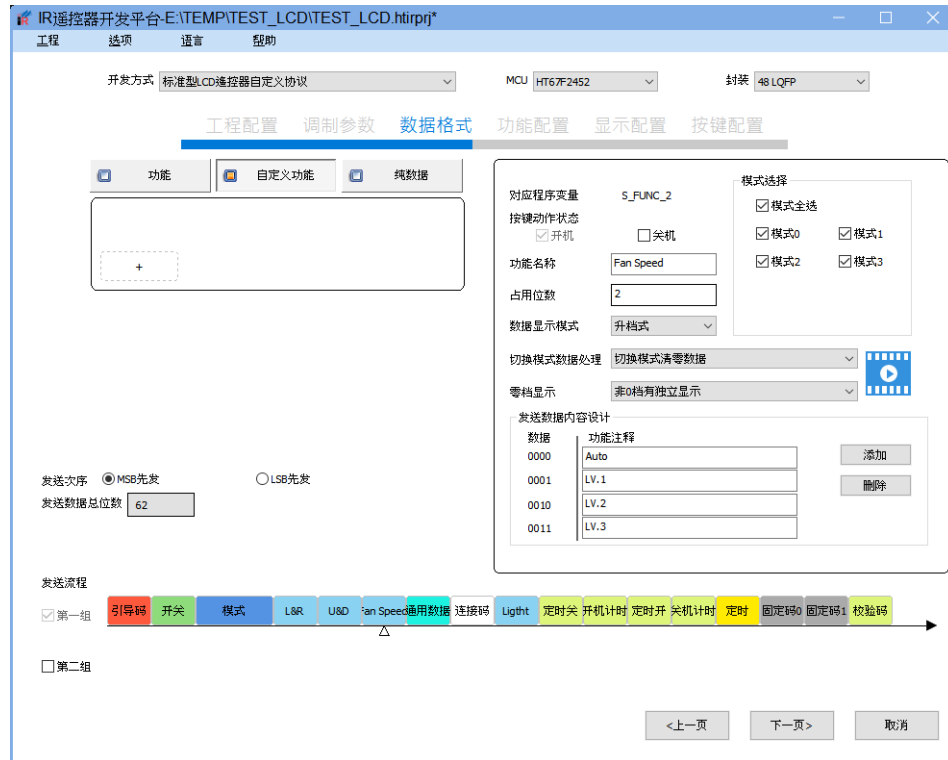 IR遥控器开发平台-E:\TEMP\TEST_LCD\TEST_LCD.htirprj*
工程 选项 语言 帮助
开发方式 标准型LCD遥控器自定义协议 MCU HT67F2452 封装 48 LQFP
工程配置 调制参数 数据格式 功能配置 显示配置 按键配置
功能 自定义功能 纯数据
+
对应程序变量 S_FUNC_2
按键动作状态
开机 关机
功能名称 Fan Speed
占用位数 2
数据显示模式 升档式
模式选择
模式全选
模式0 模式1
模式2 模式3
切换模式数据处理 切换模式清零数据
零档显示 非0档有独立显示
发送数据内容设计
数据 功能注释
0000 Auto
0001 LV.1
0010 LV.2
0011 LV.3
添加
删除
发送次序 MSB先发 LSB先发
发送数据总位数 62
发送流程
第一组 引导码 开关 模式 L&R U&D Fan Speed 通用数据 连接码 Ligtht 定时关 开机计时 定时开 关机计时 定时 固定码0 固定码1 校验码
第二组
<上一页 下一页> 取消